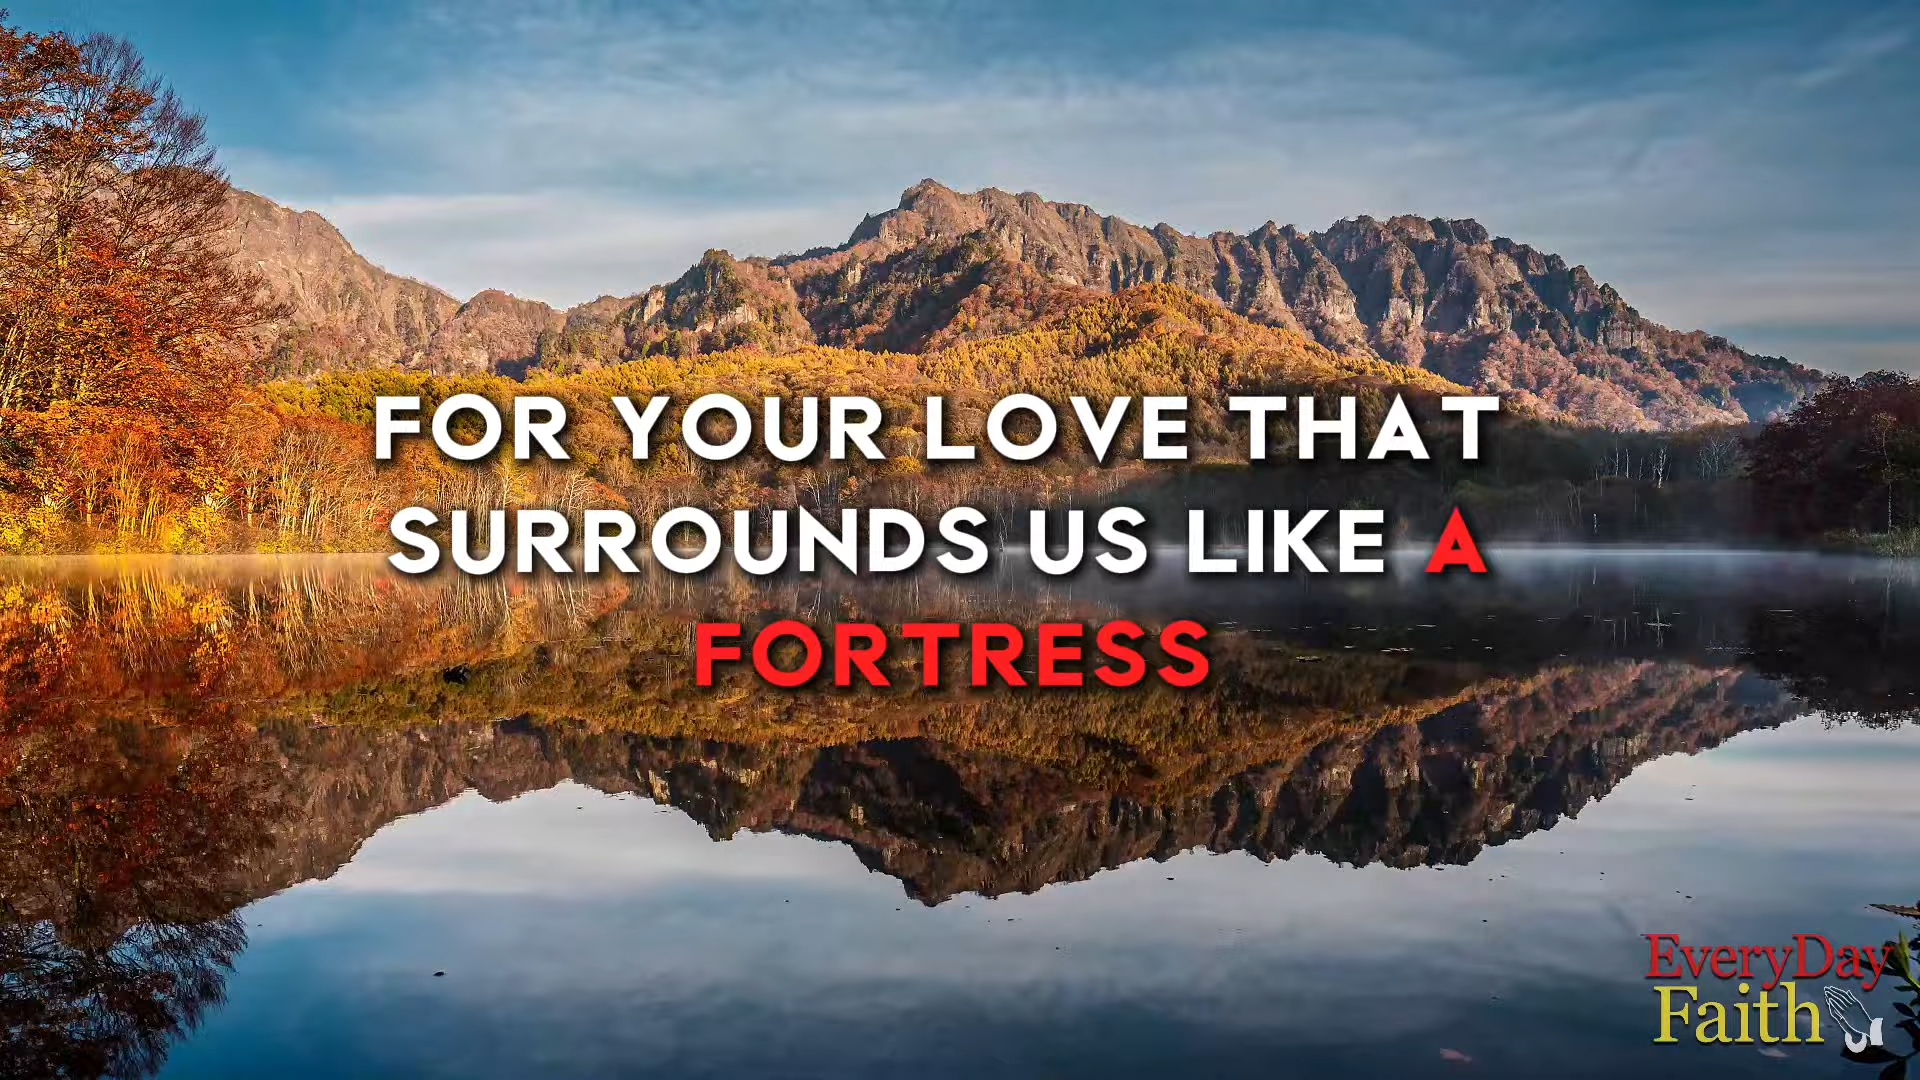 FOR YOUR LOVE THAT
SURROUNDS US LIKE A
FORTRESS
EveryDay
Faith